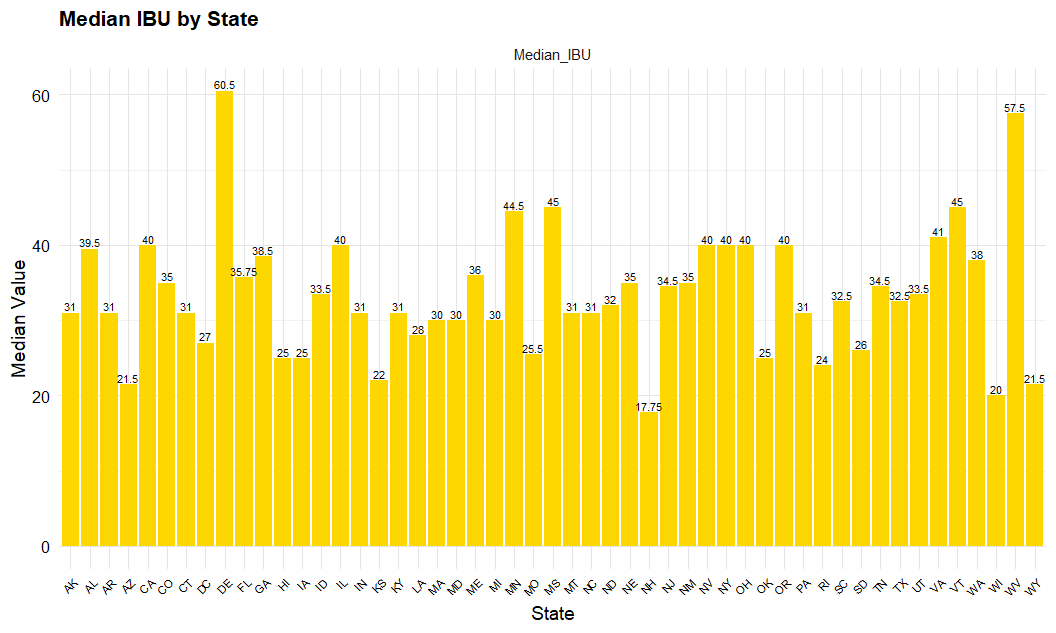 Median IBU by State
Median_IBU
Median Value
60
40
20
0
31 39.5 31 21.5 40 35 31 27 60.5 35.75 38.5 25 25 33.5 40 31 22 31 28 30 30 36 30 44.5 25.5 45 31 31 32 35 17.75 34.5 35 40 40 40 25 40 31 24 32.5 26 34.5 32.5 33.5 41 45 38 20 57.5 21.5
AK AL AR AZ CA CO CT DC DE FL GA HI IA ID IL IN KS KY LA MA MD ME MI MN MO MS MT NC ND NE NH NJ NM NV NY OH OK OR PA RI SC SD TN TX UT VA VT WA WI WV WY
State